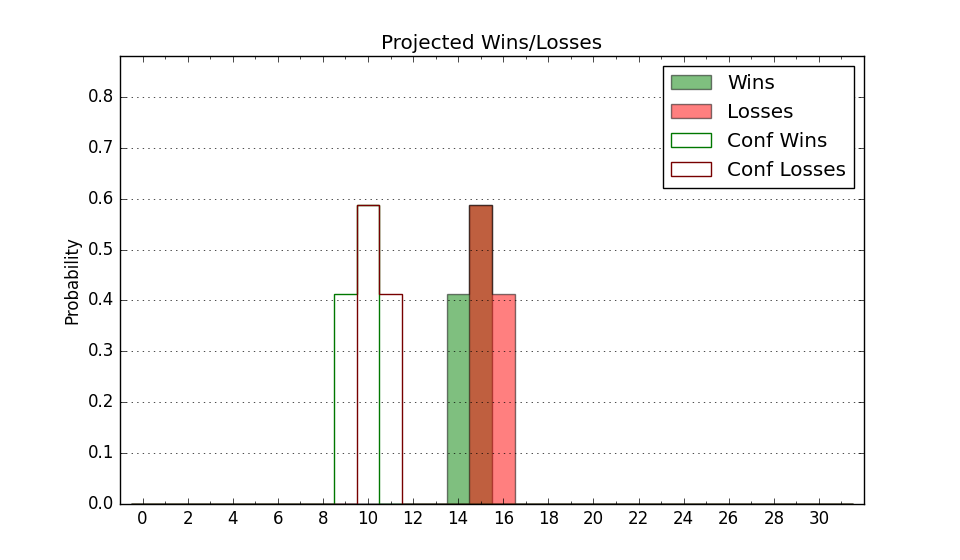 Projected Wins/Losses
Wins
Losses
Conf Wins
Conf Losses
Probability
0.8
0.7
0.6
0.5
0.4
0.3
0.2
0.1
0.0
0 2 4 6 8 10 12 14 16 18 20 22 24 26 28 30